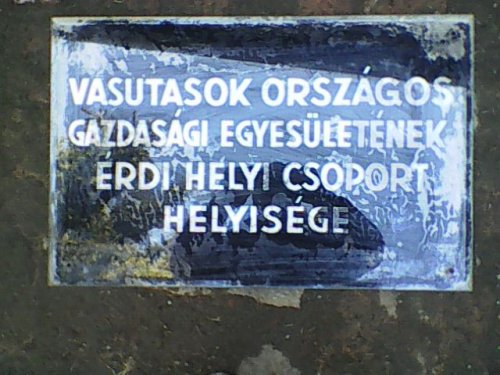 VASUTASOK ORSZÁGOS
GAZDASÁGI EGYESÜLETÉNEK
ÉRDI HELYI CSOPORT
HELYISÉGE